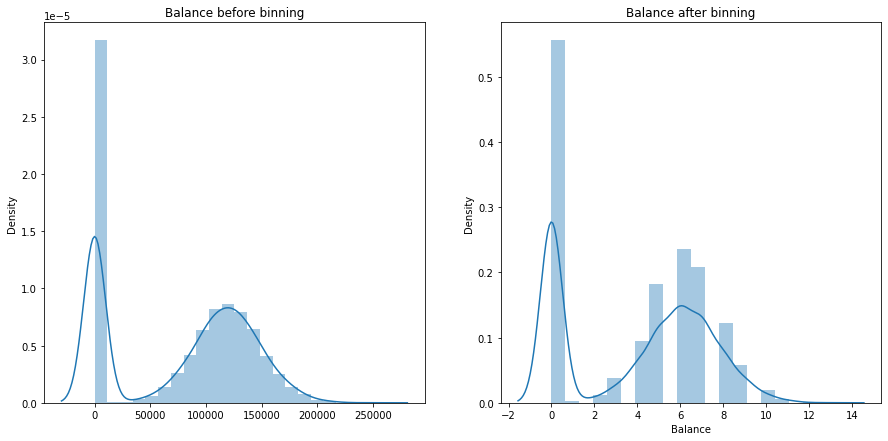 Balance before binning
1e−5
3.0
2.5
2.0
1.5
1.0
0.5
0.0
Density
0 50000 100000 150000 200000 250000
Balance after binning
0.5
0.4
0.3
0.2
0.1
0.0
Density
−2 0 2 4 6 8 10 12 14
Balance